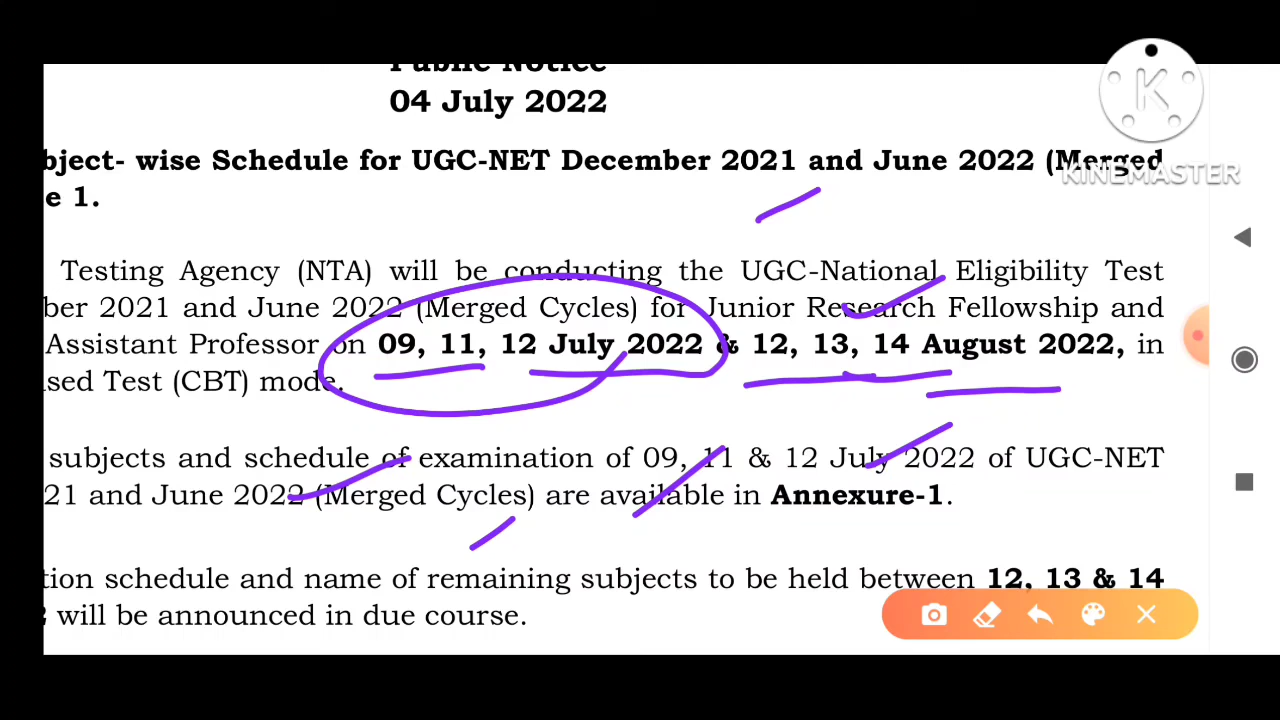 Public Notice
04 July 2022
bject- wise Schedule for UGC-NET December 2021 and June 2022 (Merged
e 1.
Testing Agency (NTA) will be conducting the UGC-National Eligibility Test
ber 2021 and June 2022 (Merged Cycles) for Junior Research Fellowship and
Assistant Professor on 09, 11, 12 July 2022 & 12, 13, 14 August 2022, in
ased Test (CBT) mode.
subjects and schedule of examination of 09, 11 & 12 July 2022 of UGC-NET
21 and June 2022 (Merged Cycles) are available in Annexure-1.
tion schedule and name of remaining subjects to be held between 12, 13 & 14
2 will be announced in due course.
K
KINEMASTER